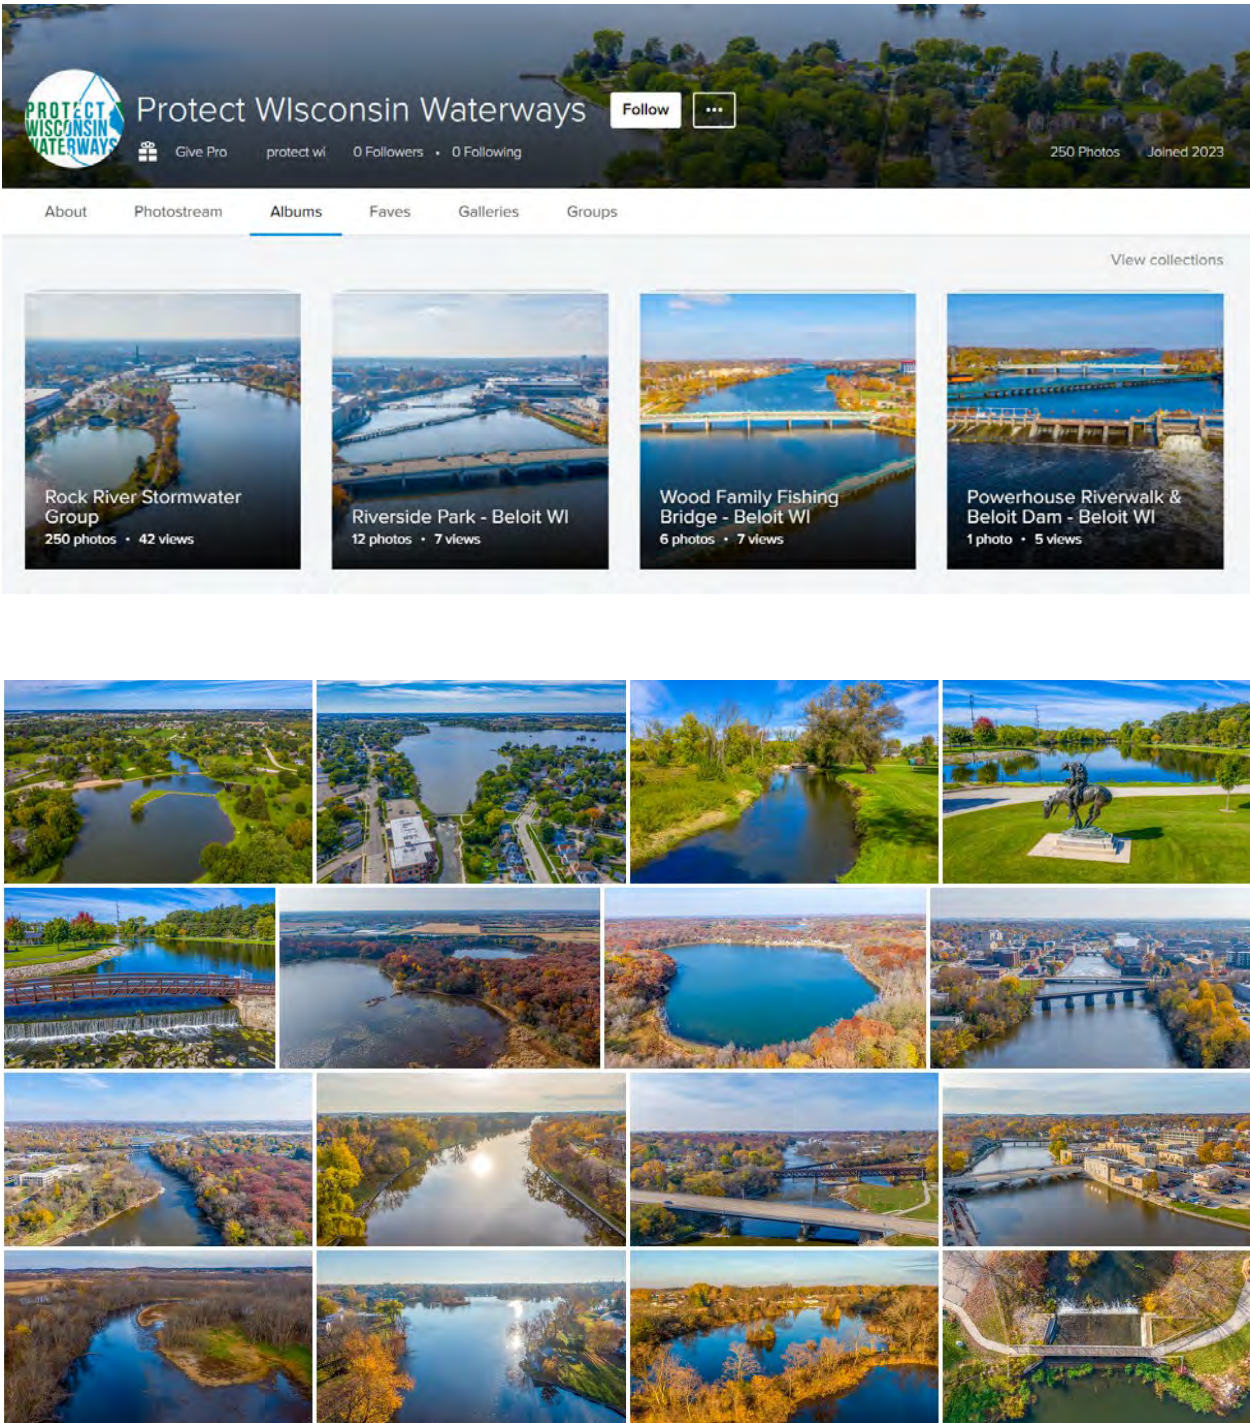 PROTECT
WISCONSIN
WATERWAYS
Protect WIsconsin Waterways
Follow
...
Give Pro protect wi 0 Followers • 0 Following
250 Photos Joined 2023
About Photostream Albums Faves Galleries Groups
View collections
Rock River Stormwater
Group
250 photos • 42 views
Riverside Park - Beloit WI
12 photos • 7 views
Wood Family Fishing
Bridge - Beloit WI
6 photos • 7 views
Powerhouse Riverwalk &
Beloit Dam - Beloit WI
1 photo • 5 views